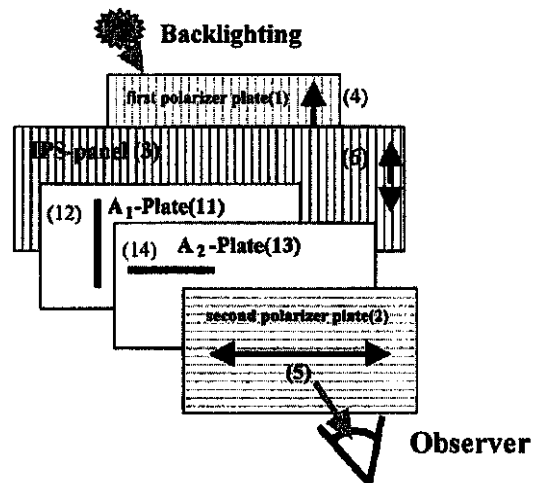 Backlighting
first polarizer plate(1)
(4)
IPS-panel (3)
(6)
(12)
A1-Plate(11)
(14)
A2-Plate(13)
second polarizer plate(2)
(5)
Observer